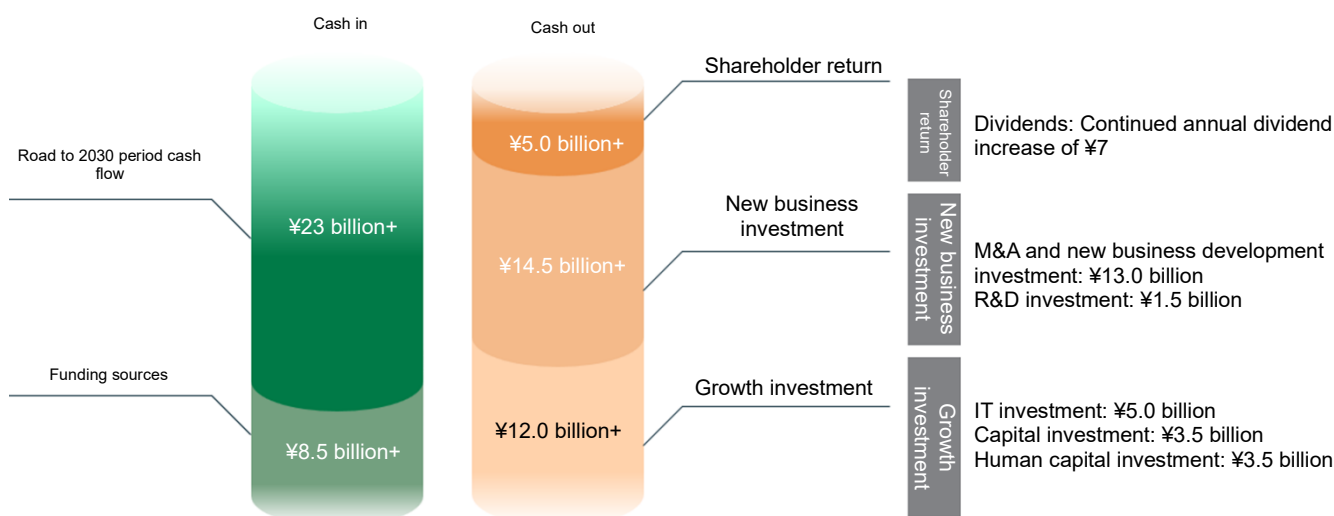 Cash in
Cash out
Road to 2030 period cash
flow
Funding sources
¥23 billion+
¥8.5 billion+
¥5.0 billion+
¥14.5 billion+
¥12.0 billion+
Shareholder return
New business
investment
Growth investment
Shareholder
return
Dividends: Continued annual dividend
increase of ¥7
New business
investment
M&A and new business development
investment: ¥13.0 billion
R&D investment: ¥1.5 billion
Growth
investment
IT investment: ¥5.0 billion
Capital investment: ¥3.5 billion
Human capital investment: ¥3.5 billion